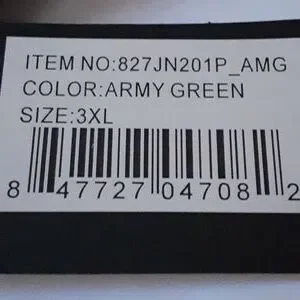 ITEM NO:827JN201P_AMG
COLOR:ARMY GREEN
SIZE:3XL
8 47727 04708 2